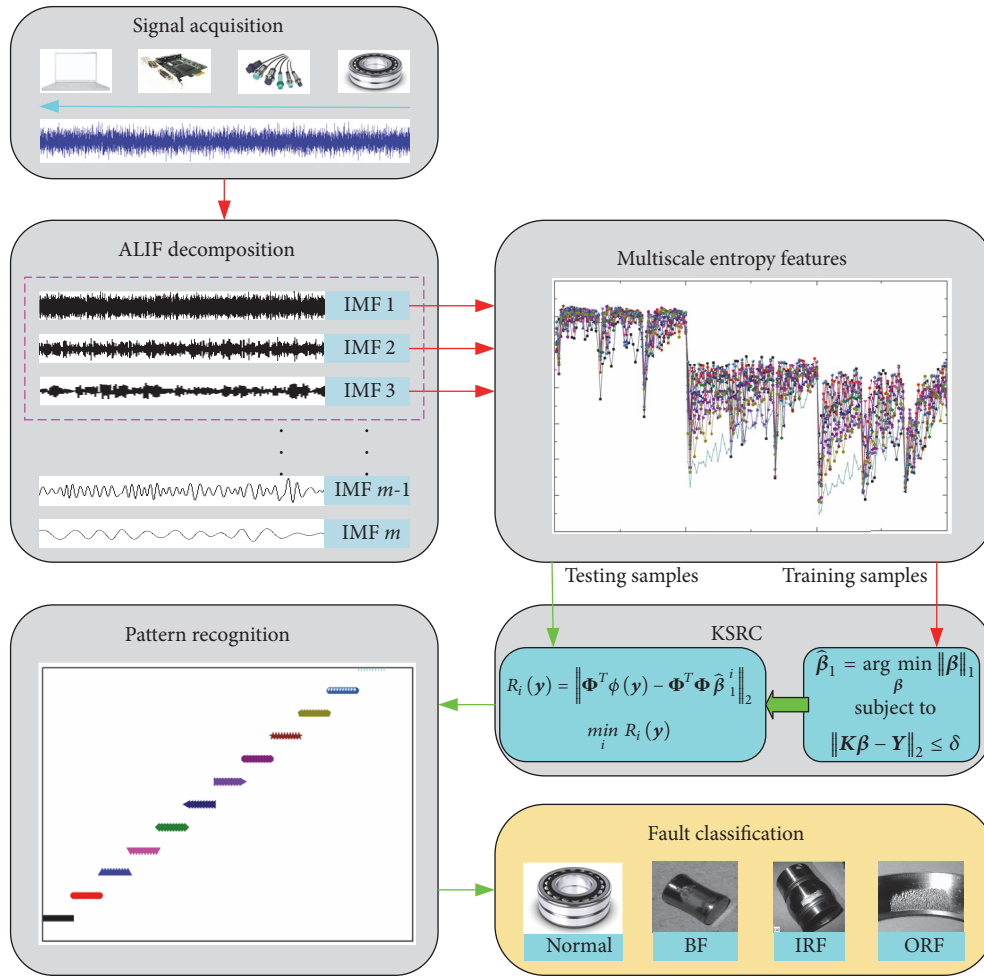 Signal acquisition
ALIF decomposition
IMF 1
IMF 2
IMF 3
IMF m-1
IMF m
Multiscale entropy features
Testing samples
Training samples
KSRC
R_i(y) = ‖Φ^T ϕ(y) − Φ^T Φ β̂_1^i‖_2
min_i R_i(y)
β̂_1 = arg min_β ‖β‖_1
subject to
‖Kβ − Y‖_2 ≤ δ
Pattern recognition
Fault classification
Normal
BF
IRF
ORF